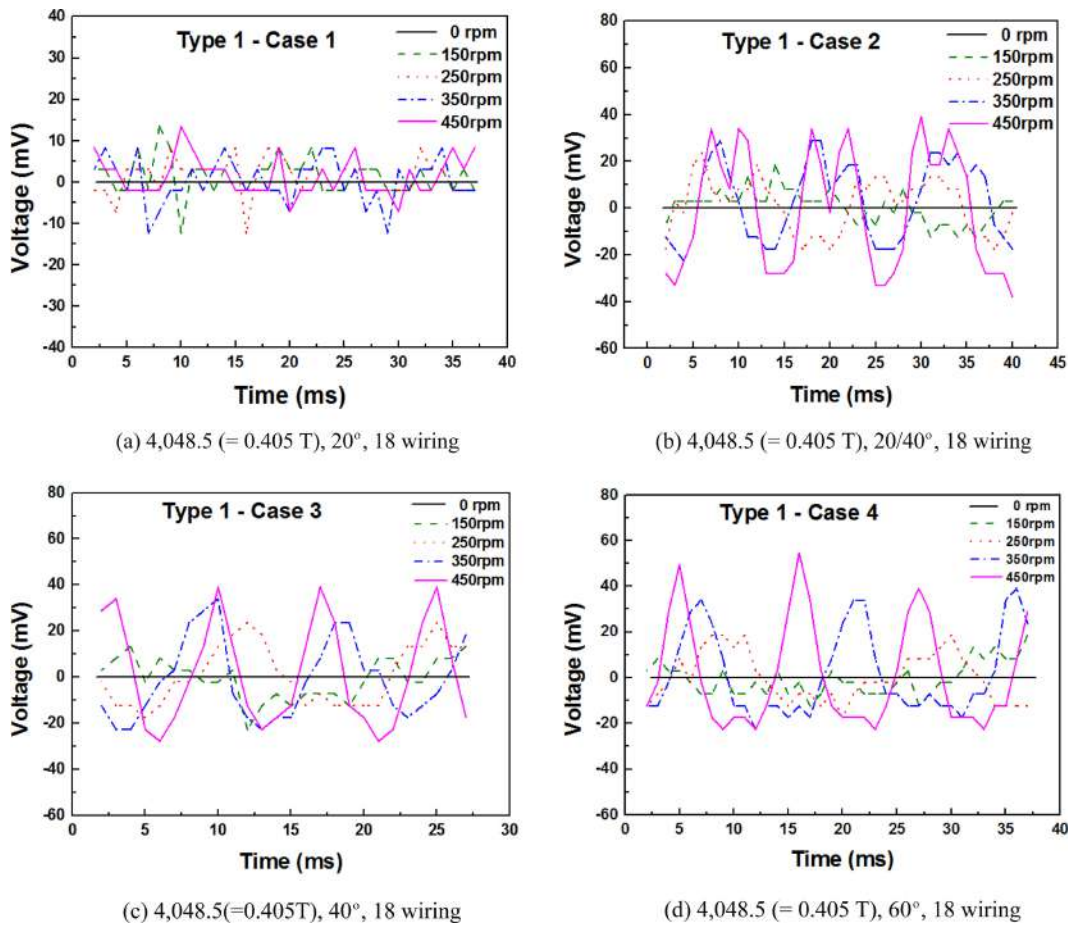 Type 1 - Case 1
0 rpm
150rpm
250rpm
350rpm
450rpm
40
30
20
10
0
-10
-20
-30
-40
Voltage (mV)
0 5 10 15 20 25 30 35 40
Time (ms)
(a) 4,048.5 (= 0.405 T), 20°, 18 wiring
Type 1 - Case 2
0 rpm
150rpm
250rpm
350rpm
450rpm
80
60
40
20
0
-20
-40
-60
Voltage (mV)
0 5 10 15 20 25 30 35 40 45
Time (ms)
(b) 4,048.5 (= 0.405 T), 20/40°, 18 wiring
Type 1 - Case 3
0 rpm
150rpm
250rpm
350rpm
450rpm
80
60
40
20
0
-20
-40
-60
Voltage (mV)
0 5 10 15 20 25 30
Time (ms)
(c) 4,048.5(=0.405T), 40°, 18 wiring
Type 1 - Case 4
0 rpm
150rpm
250rpm
350rpm
450rpm
80
60
40
20
0
-20
-40
-60
Voltage (mV)
0 5 10 15 20 25 30 35 40
Time (ms)
(d) 4,048.5 (= 0.405 T), 60°, 18 wiring